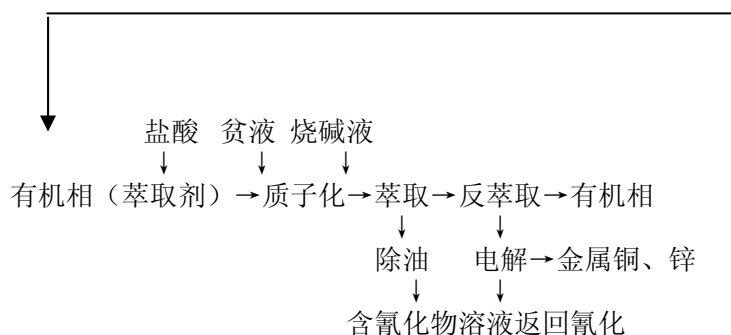 盐酸 贫液 烧碱液
↓ ↓ ↓
有机相（萃取剂）→质子化→萃取→反萃取→有机相
↓ ↓
除油 电解→金属铜、锌
↓ ↓
含氰化物溶液返回氰化